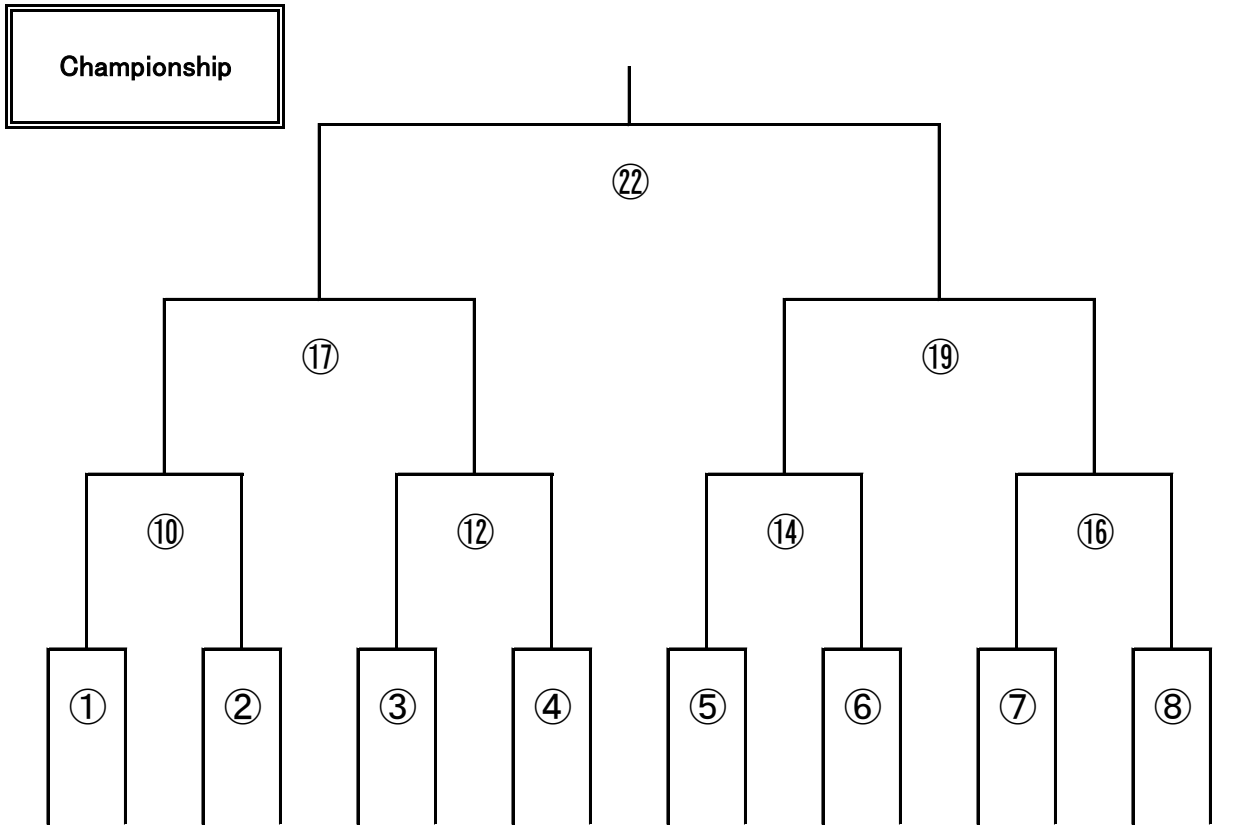 Championship
㉒
⑰ ⑲
⑩ ⑫ ⑭ ⑯
① ② ③ ④ ⑤ ⑥ ⑦ ⑧